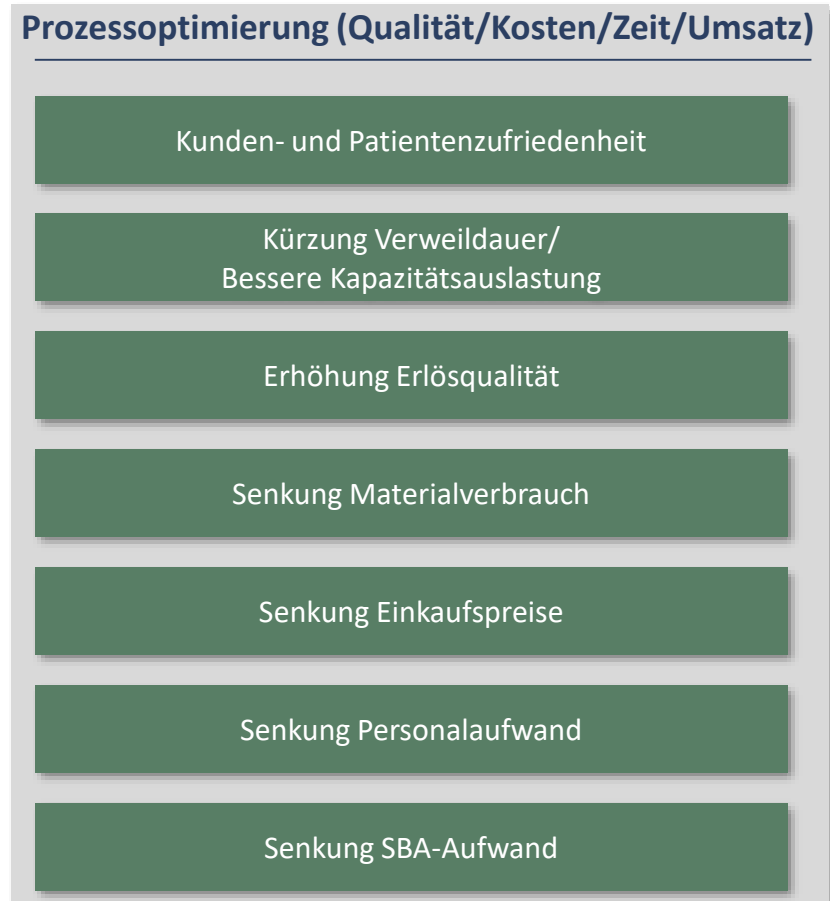 Prozessoptimierung (Qualität/Kosten/Zeit/Umsatz)
Kunden- und Patientenzufriedenheit
Kürzung Verweildauer/
Bessere Kapazitätsauslastung
Erhöhung Erlösqualität
Senkung Materialverbrauch
Senkung Einkaufspreise
Senkung Personalaufwand
Senkung SBA-Aufwand